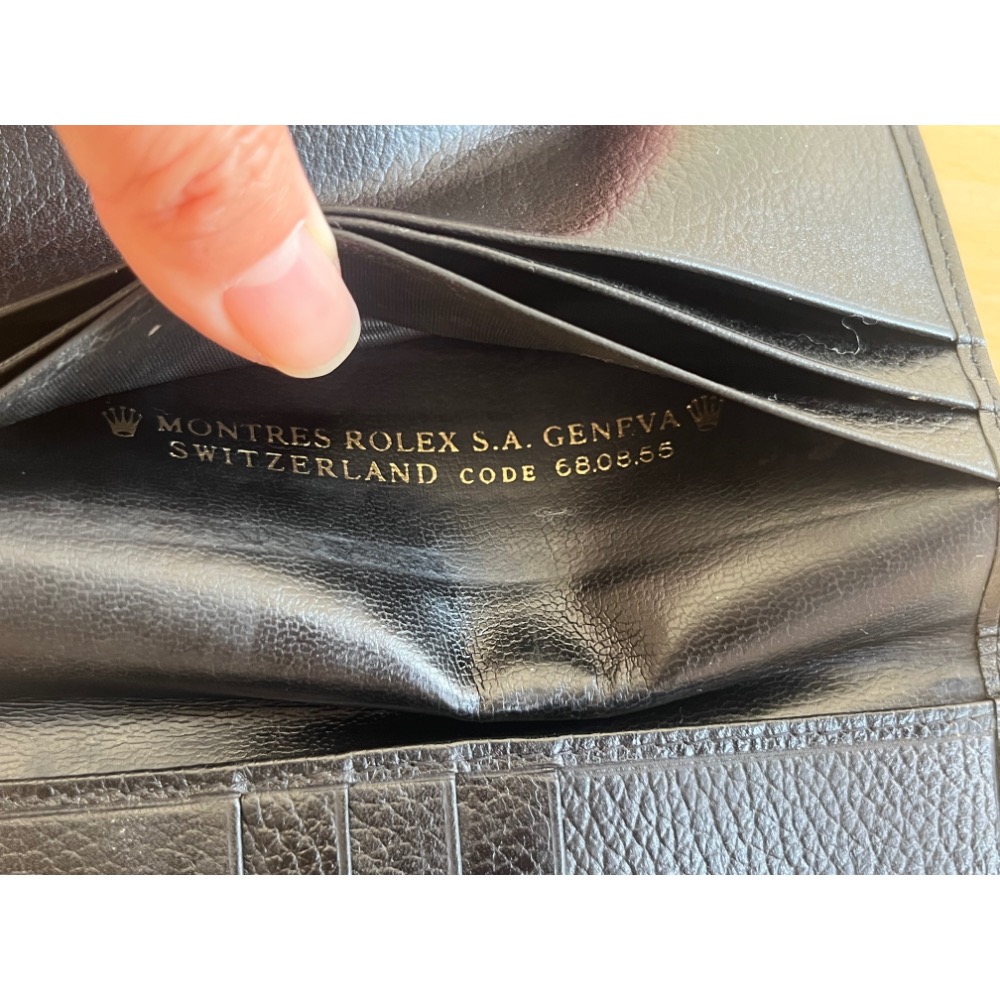 MONTRES ROLEX S.A. GENEVA
SWITZERLAND CODE 68.08.55